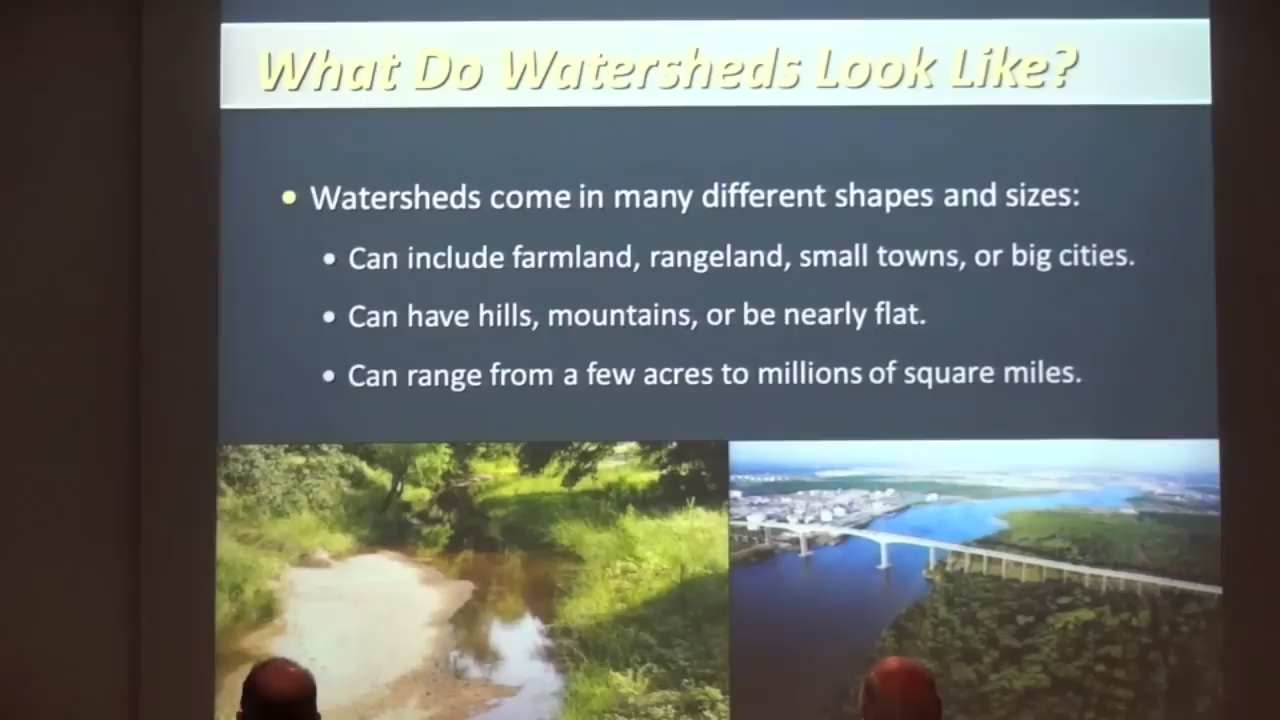 What Do Watersheds Look Like?
• Watersheds come in many different shapes and sizes:
• Can include farmland, rangeland, small towns, or big cities.
• Can have hills, mountains, or be nearly flat.
• Can range from a few acres to millions of square miles.